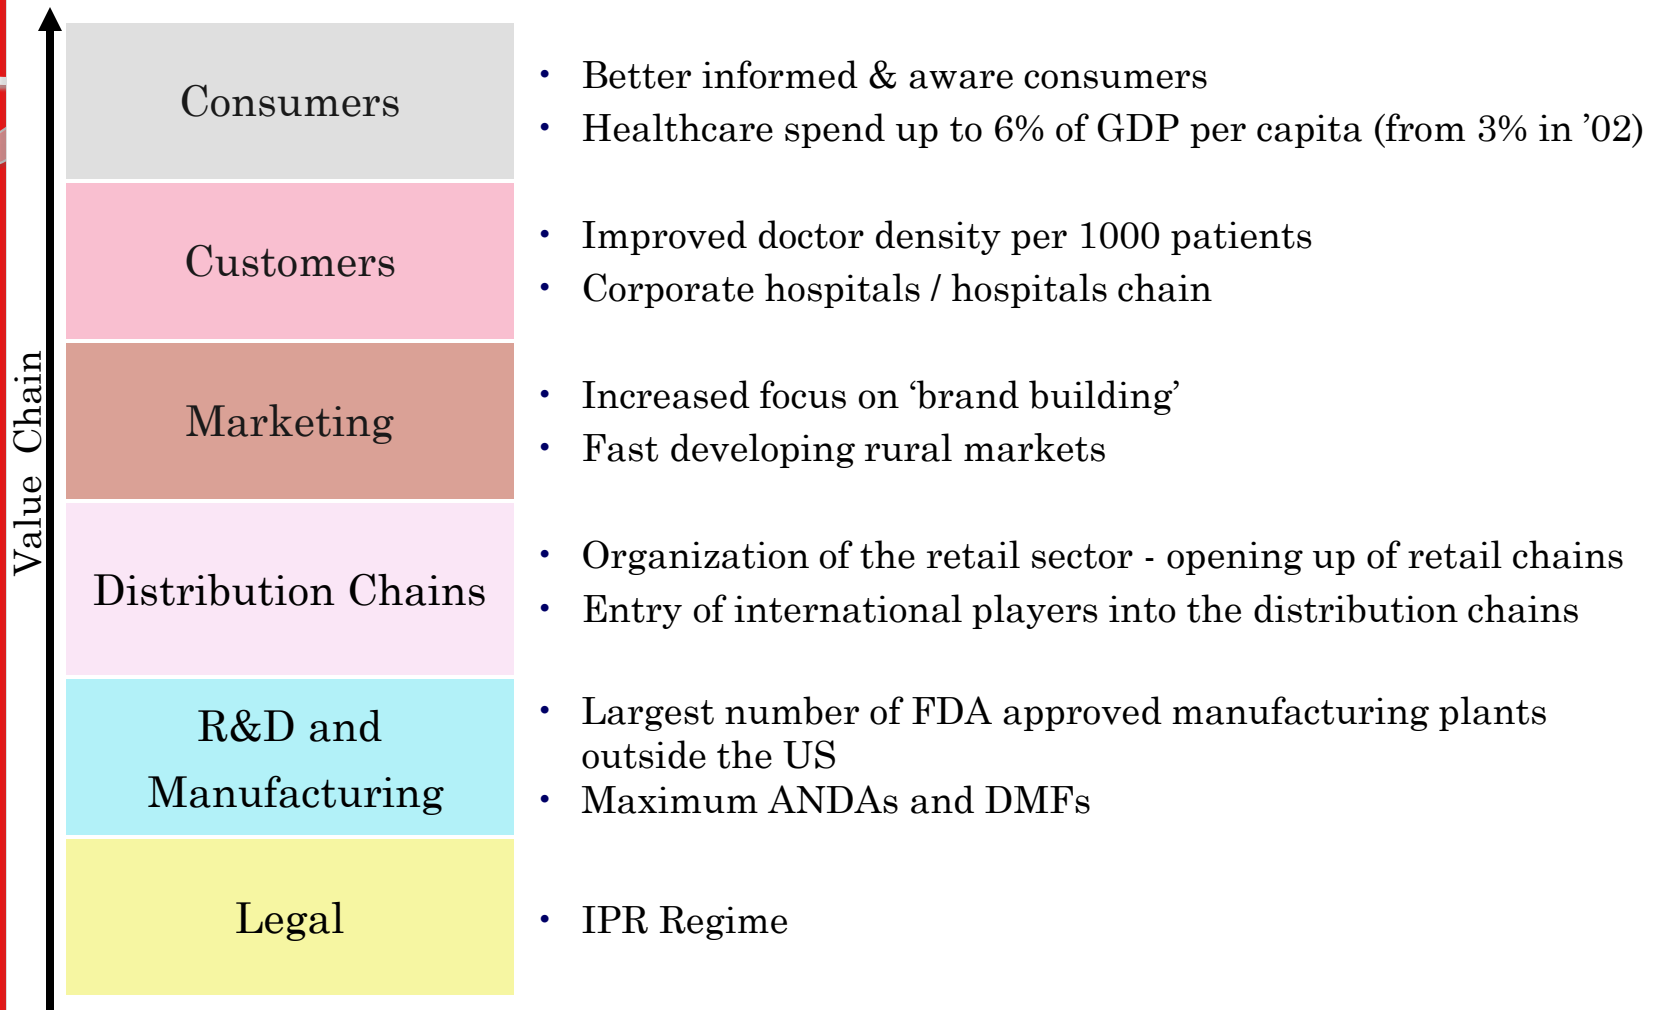 Value Chain
Consumers
• Better informed & aware consumers
• Healthcare spend up to 6% of GDP per capita (from 3% in ’02)
Customers
• Improved doctor density per 1000 patients
• Corporate hospitals / hospitals chain
Marketing
• Increased focus on ‘brand building’
• Fast developing rural markets
Distribution Chains
• Organization of the retail sector - opening up of retail chains
• Entry of international players into the distribution chains
R&D and
Manufacturing
• Largest number of FDA approved manufacturing plants
outside the US
• Maximum ANDAs and DMFs
Legal
• IPR Regime